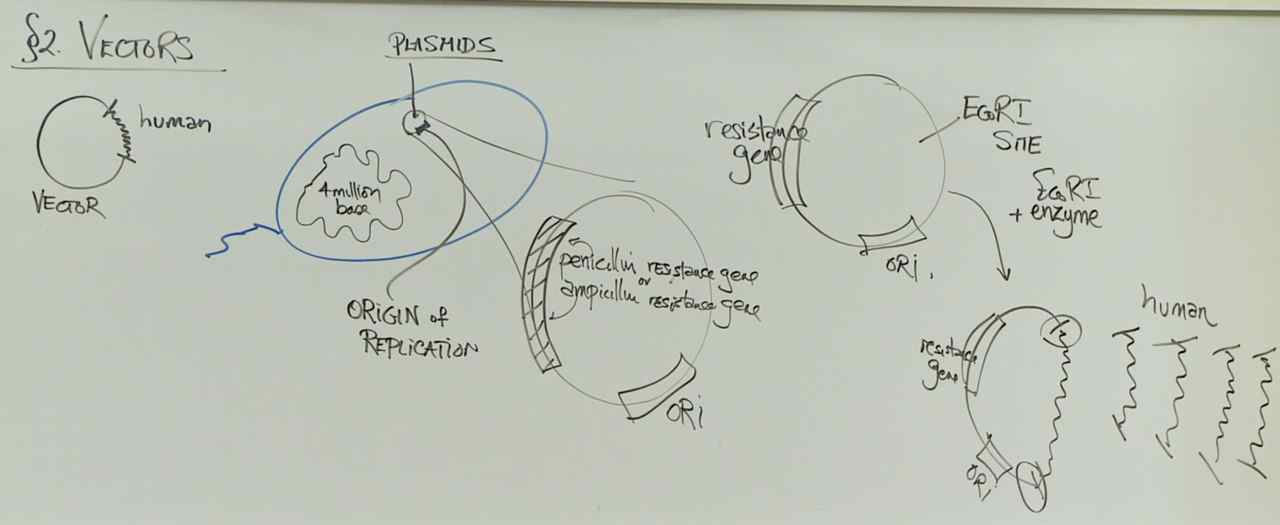 §2. VECTORS
human
VECTOR
PLASMIDS
4 million
base
ORIGIN of
REPLICATION
penicillin resistance gene
or
ampicillin resistance gene
ORi
resistance
gene
EcoRI
SITE
EcoRI
+ enzyme
ORi.
resistance
gene
ORi
human